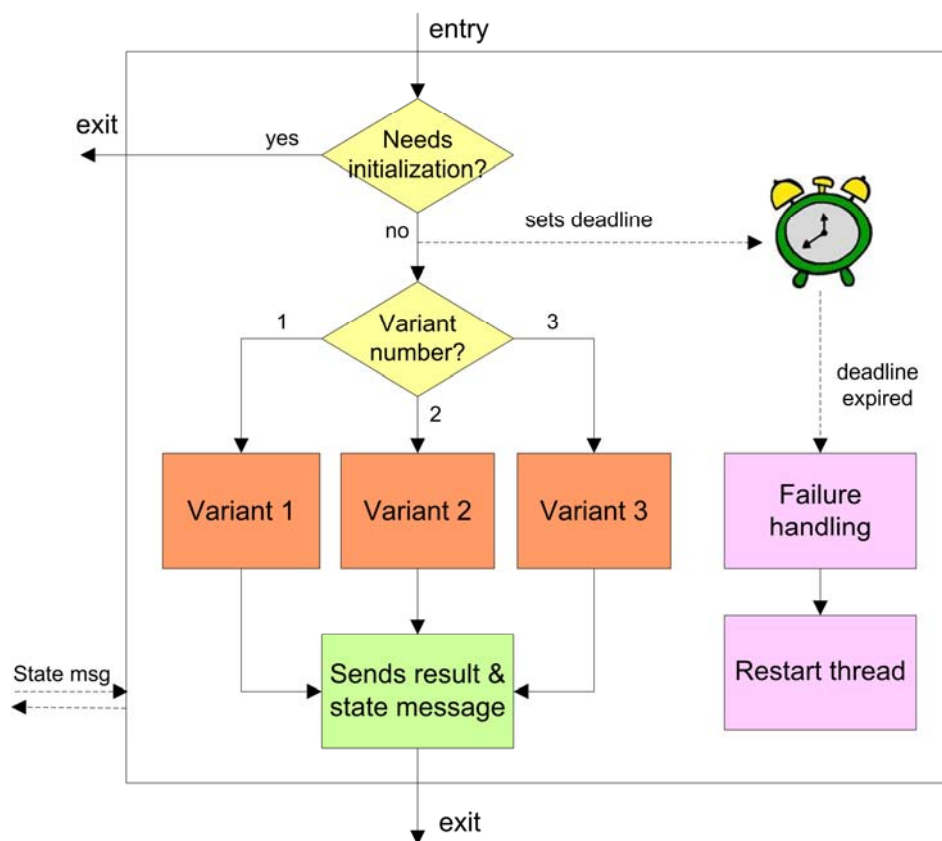 entry
exit
yes
Needs
initialization?
no
sets deadline
1
Variant
number?
3
2
deadline
expired
Variant 1
Variant 2
Variant 3
Failure
handling
State msg
Sends result &
state message
Restart thread
exit